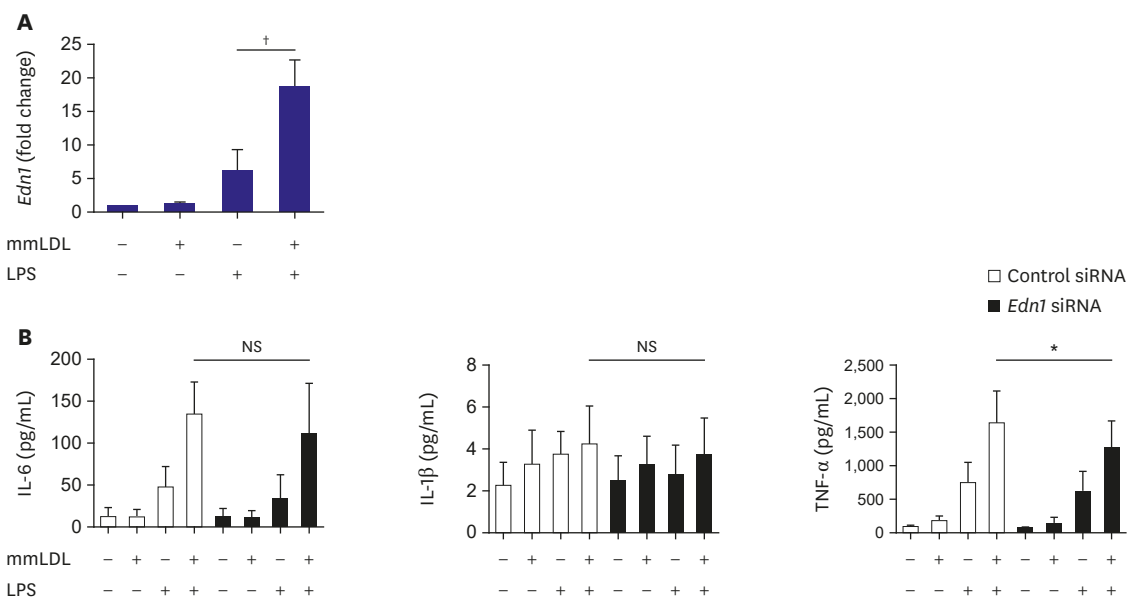 A
Edn1 (fold change)
25
20
15
10
5
0
†
mmLDL – + – +
LPS – – + +
Control siRNA
Edn1 siRNA
B
IL-6 (pg/mL)
200
150
100
50
0
NS
mmLDL – + – + – + – +
LPS – – + + – – + +
IL-1β (pg/mL)
8
6
4
2
0
NS
– + – + – + – +
– – + + – – + +
TNF-α (pg/mL)
2,500
2,000
1,500
1,000
500
0
*
– + – + – + – +
– – + + – – + +